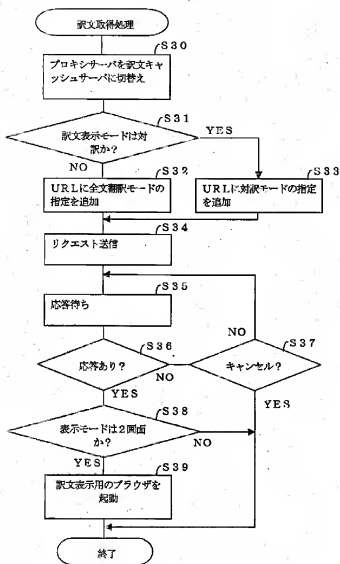 訳文取得処理
S30
プロキシサーバを訳文キャ
ッシュサーバに切替え
S31
訳文表示モードは対
訳か?
YES
NO
S32
URLに全文翻訳モードの
指定を追加
S33
URLに対訳モードの指定
を追加
S34
リクエスト送信
S35
応答待ち
S36
応答あり?
NO
YES
S37
キャンセル?
NO
YES
S38
表示モードは2画面
か?
NO
YES
S39
訳文表示用のブラウザを
起動
終了